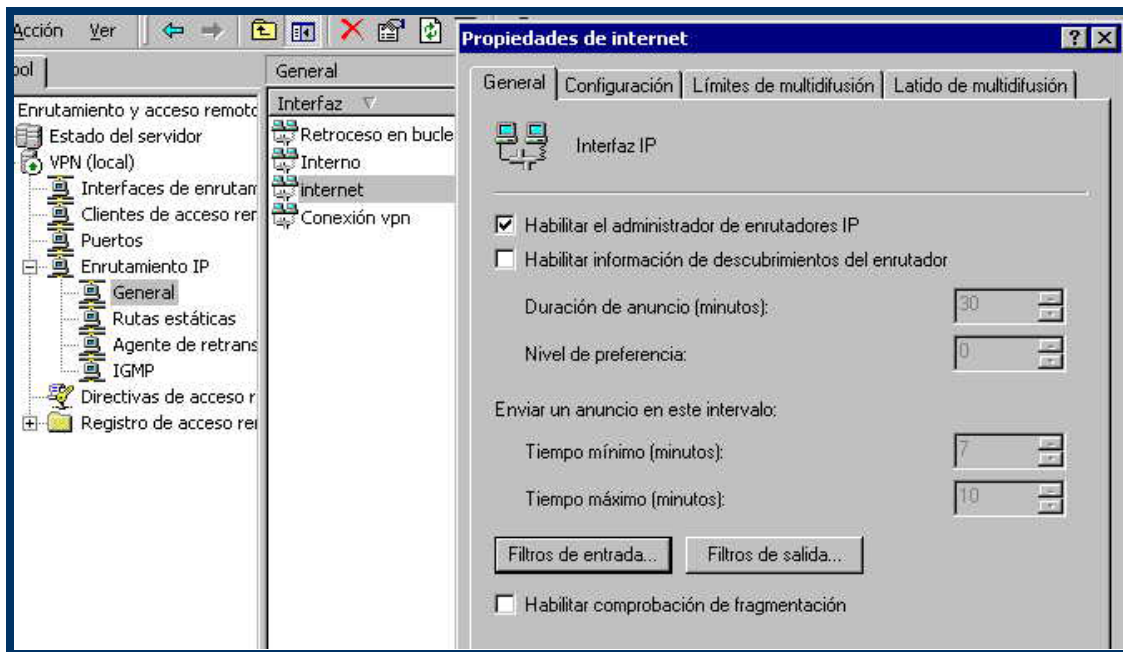 Acción Ver
Propiedades de internet
General
General Configuración Límites de multidifusión Latido de multidifusión
Enrutamiento y acceso remoto
Estado del servidor
VPN (local)
Interfaces de enrutam
Clientes de acceso rem
Puertos
Enrutamiento IP
General
Rutas estáticas
Agente de retrans
IGMP
Directivas de acceso r
Registro de acceso rem
Interfaz
Retroceso en bucle
Interno
internet
Conexión vpn
Interfaz IP
Habilitar el administrador de enrutadores IP
Habilitar información de descubrimientos del enrutador
Duración de anuncio (minutos): 30
Nivel de preferencia: 0
Enviar un anuncio en este intervalo:
Tiempo mínimo (minutos): 7
Tiempo máximo (minutos): 10
Filtros de entrada... Filtros de salida...
Habilitar comprobación de fragmentación